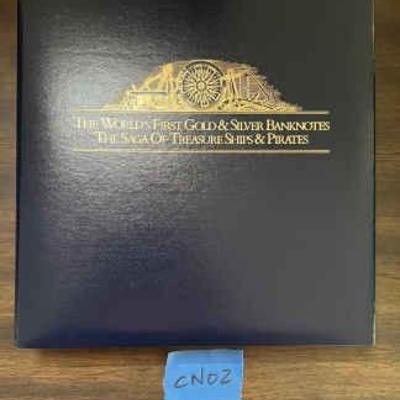 THE WORLD'S FIRST GOLD & SILVER BANKNOTES
THE SAGA OF TREASURE SHIPS & PIRATES
CN02